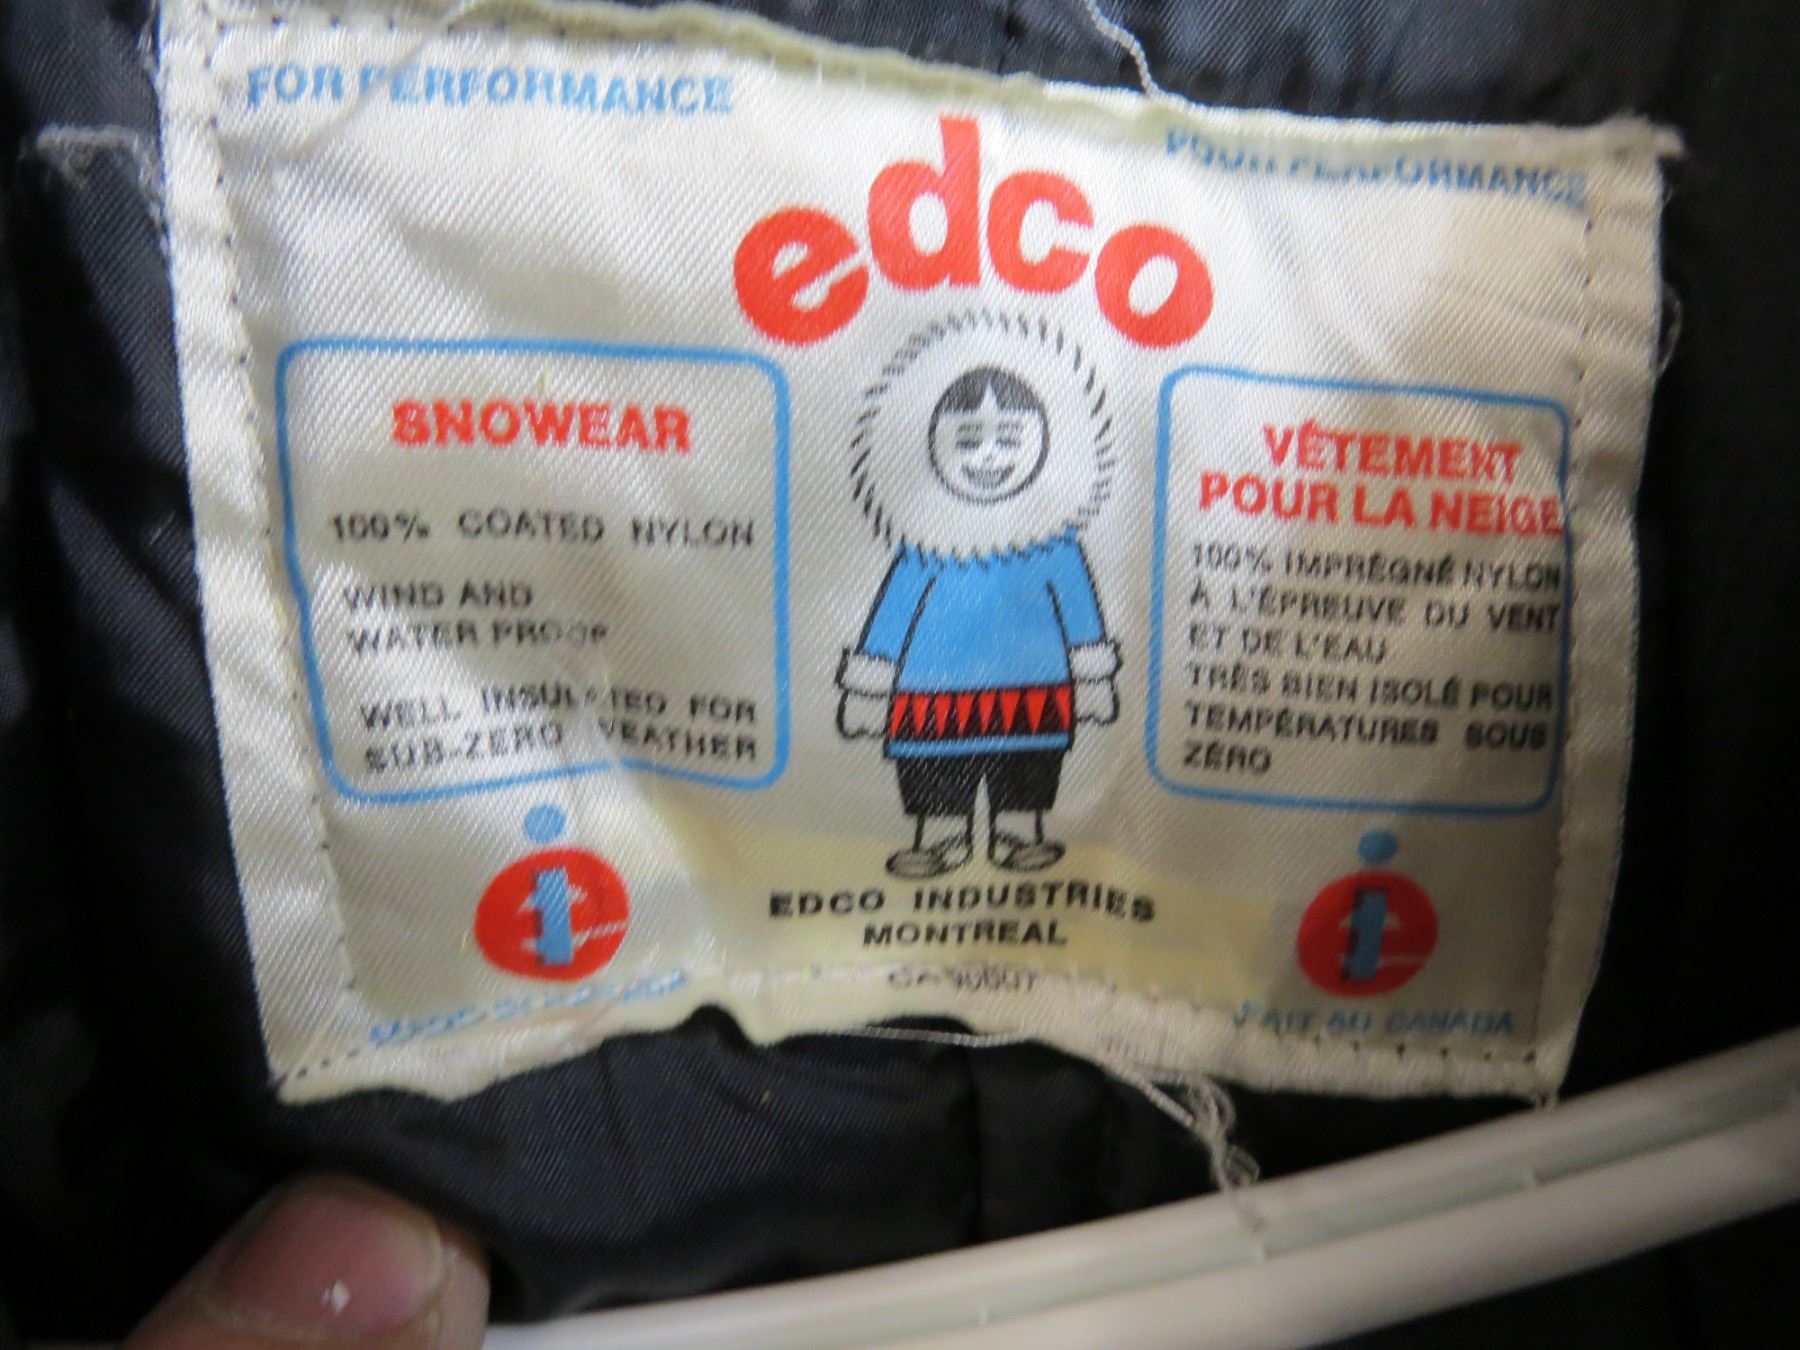 FOR PERFORMANCE
POUR PERFORMANCE
edco
SNOWEAR
100% COATED NYLON
WIND AND
WATER PROOF
WELL INSULATED FOR
SUB-ZERO WEATHER
VÊTEMENT
POUR LA NEIGE
100% IMPRÉGNÉ NYLON
À L'ÉPREUVE DU VENT
ET DE L'EAU
TRÈS BIEN ISOLÉ POUR
TEMPÉRATURES SOUS
ZÉRO
EDCO INDUSTRIES
MONTREAL
FAIT AU CANADA